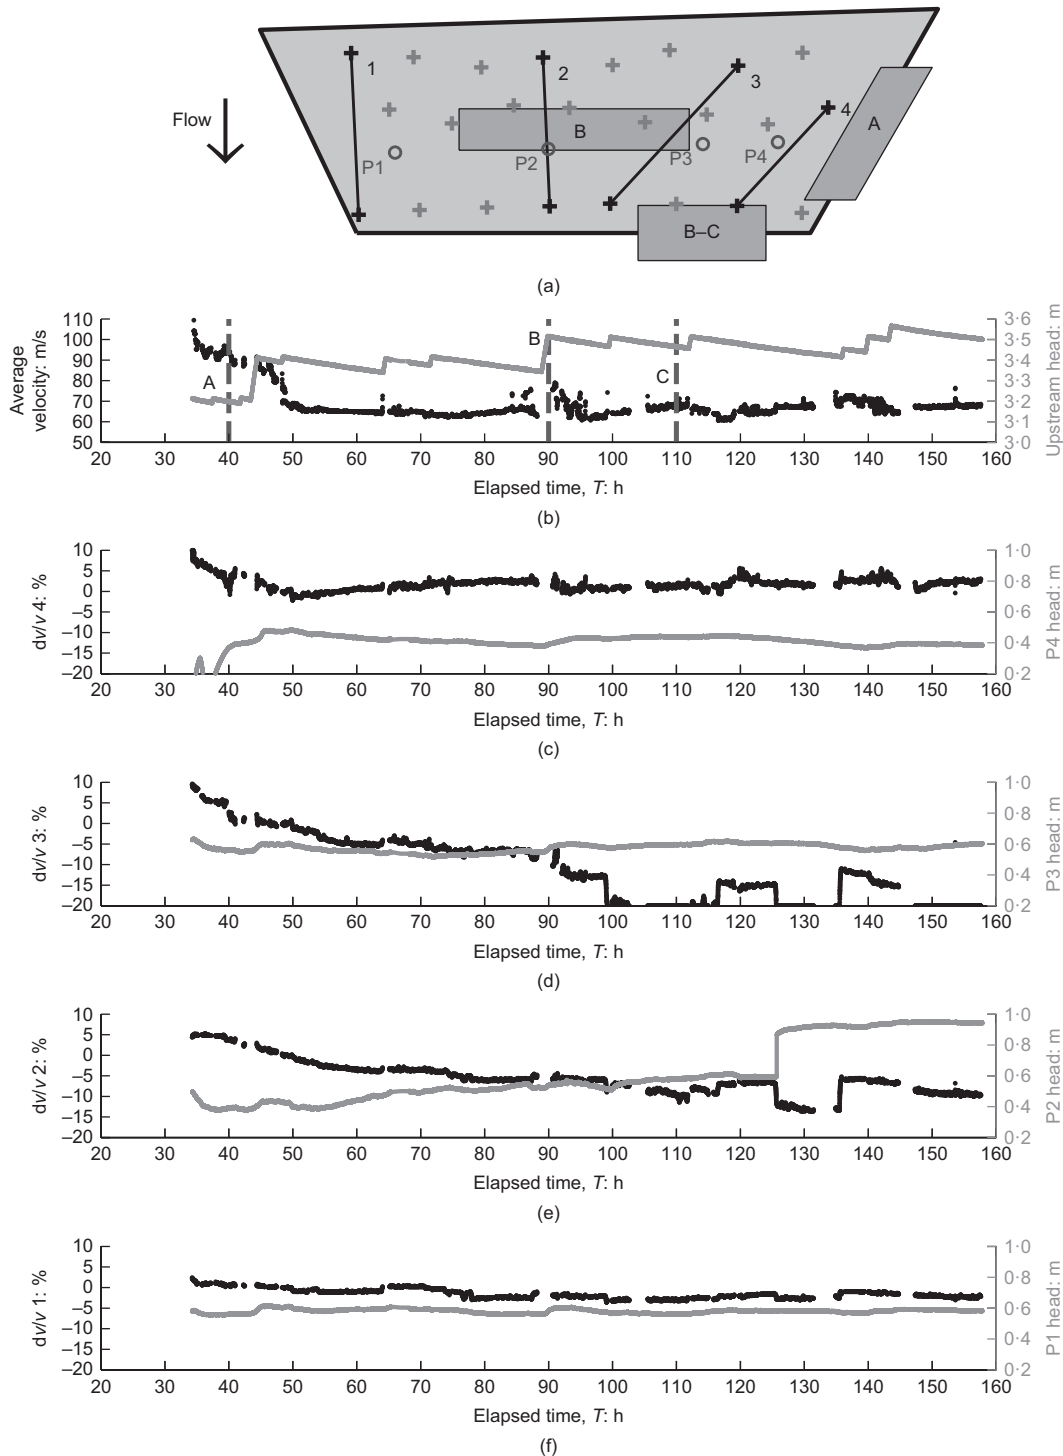 1
2
3
4
Flow
A
B
P1
P2
P3
P4
B–C
(a)
110
100
90
80
70
60
50
Average
velocity: m/s
A
B
C
3·6
3·5
3·4
3·3
3·2
3·1
3·0
Upstream head: m
20 30 40 50 60 70 80 90 100 110 120 130 140 150 160
Elapsed time, T: h
(b)
10
5
0
–5
–10
–15
–20
dv/v 4: %
1·0
0·8
0·6
0·4
0·2
P4 head: m
20 30 40 50 60 70 80 90 100 110 120 130 140 150 160
Elapsed time, T: h
(c)
10
5
0
–5
–10
–15
–20
dv/v 3: %
1·0
0·8
0·6
0·4
0·2
P3 head: m
20 30 40 50 60 70 80 90 100 110 120 130 140 150 160
Elapsed time, T: h
(d)
10
5
0
–5
–10
–15
–20
dv/v 2: %
1·0
0·8
0·6
0·4
0·2
P2 head: m
20 30 40 50 60 70 80 90 100 110 120 130 140 150 160
Elapsed time, T: h
(e)
10
5
0
–5
–10
–15
–20
dv/v 1: %
1·0
0·8
0·6
0·4
0·2
P1 head: m
20 30 40 50 60 70 80 90 100 110 120 130 140 150 160
Elapsed time, T: h
(f)